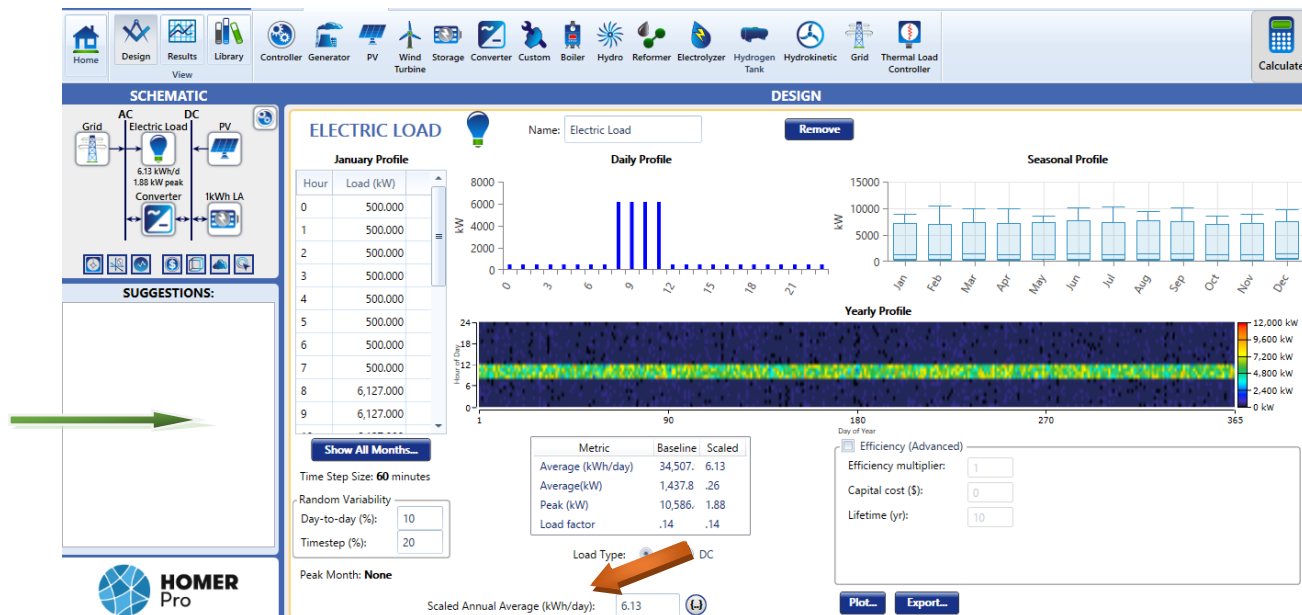 Home
Design
Results
Library
View
Controller
Generator
PV
Wind
Turbine
Storage
Converter
Custom
Boiler
Hydro
Reformer
Electrolyzer
Hydrogen
Tank
Hydrokinetic
Grid
Thermal Load
Controller
Calculate
SCHEMATIC
DESIGN
AC
DC
Grid
Electric Load
PV
6.13 kWh/d
1.88 kW peak
Converter
1kWh LA
SUGGESTIONS:
HOMER
Pro
ELECTRIC LOAD
Name: Electric Load
Remove
January Profile
Hour Load (kW)
0 500.000
1 500.000
2 500.000
3 500.000
4 500.000
5 500.000
6 500.000
7 500.000
8 6,127.000
9 6,127.000
Show All Months...
Time Step Size: 60 minutes
Random Variability
Day-to-day (%): 10
Timestep (%): 20
Peak Month: None
Daily Profile
kW
8000
6000
4000
2000
0
0 3 6 9 12 15 18 21
Seasonal Profile
kW
15000
10000
5000
0
Jan Feb Mar Apr May Jun Jul Aug Sep Oct Nov Dec
Yearly Profile
Hour of Day
24
18
12
6
0
1 90 180 270 365
Day of Year
12,000 kW
9,600 kW
7,200 kW
4,800 kW
2,400 kW
0 kW
Metric Baseline Scaled
Average (kWh/day) 34,507. 6.13
Average(kW) 1,437.8 .26
Peak (kW) 10,586. 1.88
Load factor .14 .14
Load Type: DC
Scaled Annual Average (kWh/day): 6.13 {..}
Efficiency (Advanced)
Efficiency multiplier: 1
Capital cost ($): 0
Lifetime (yr): 10
Plot...
Export...